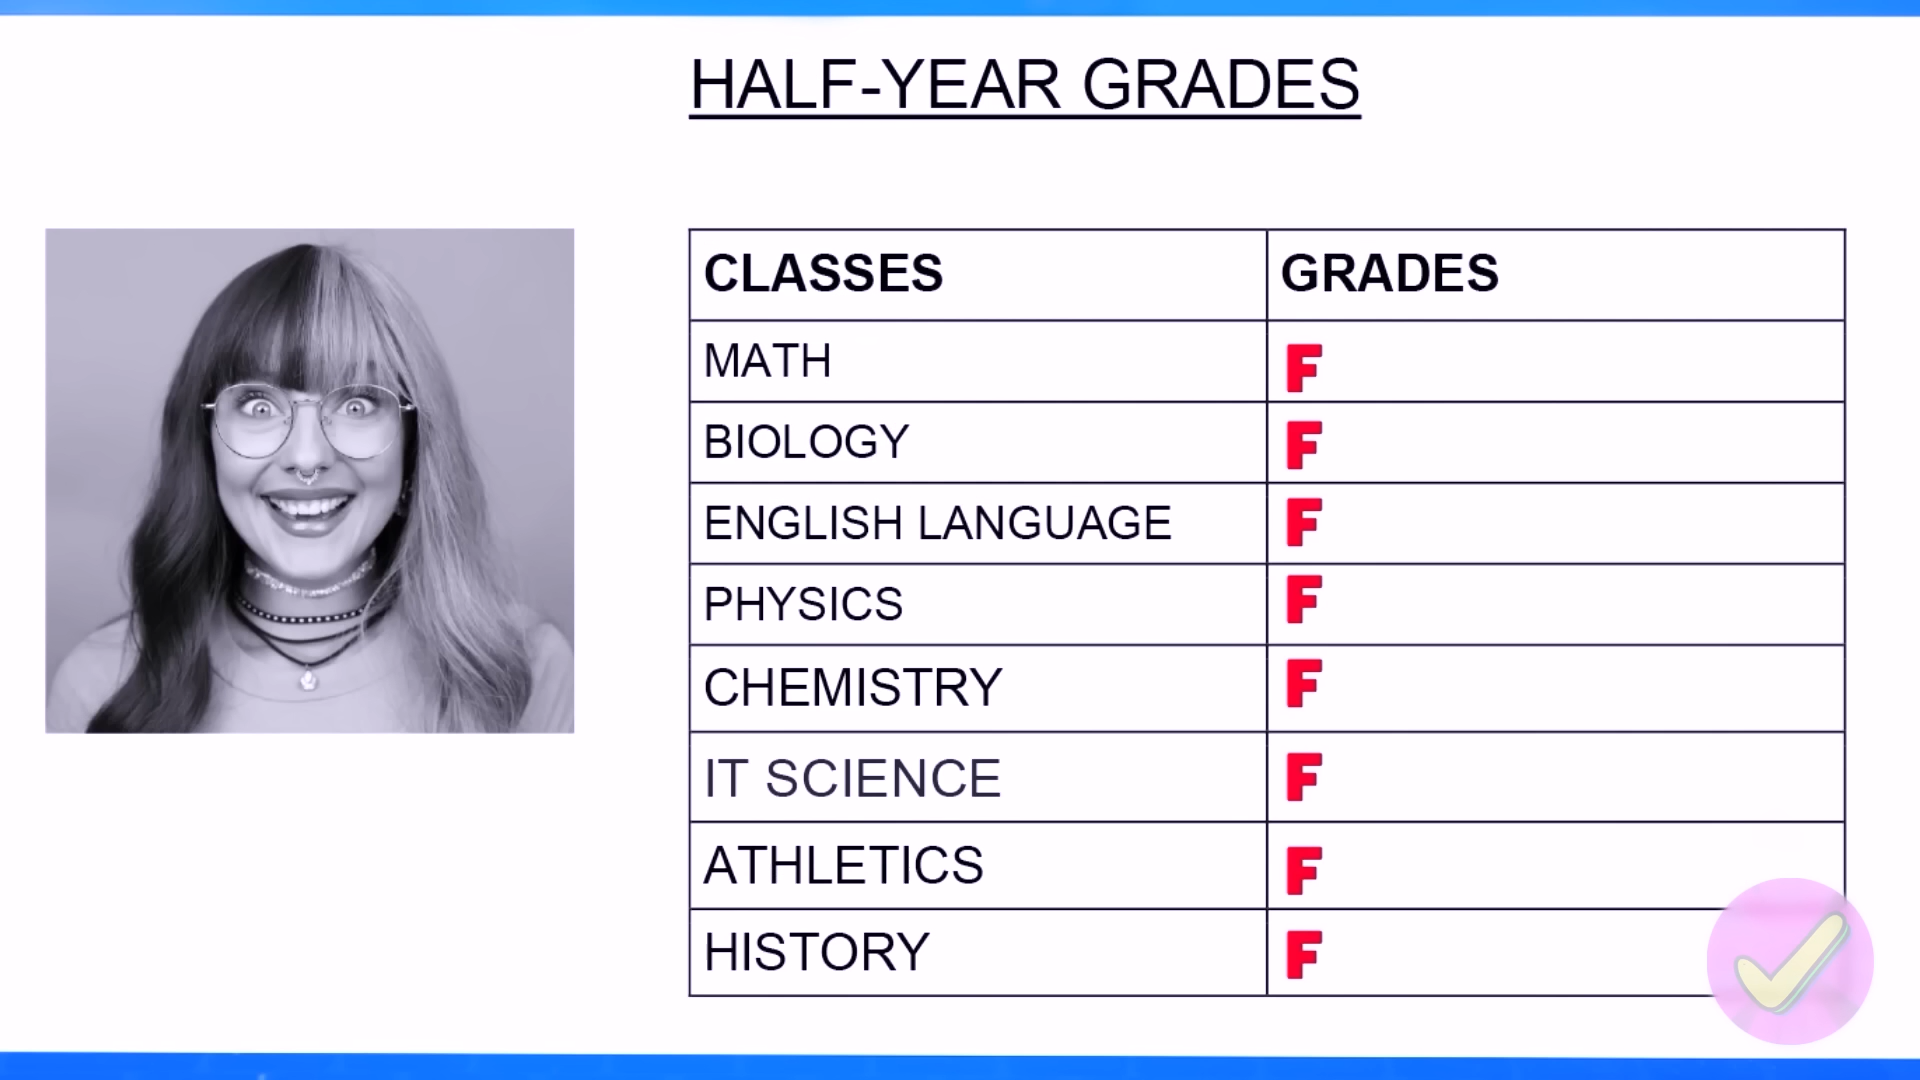 HALF-YEAR GRADES
CLASSES GRADES
MATH F
BIOLOGY F
ENGLISH LANGUAGE F
PHYSICS F
CHEMISTRY F
IT SCIENCE F
ATHLETICS F
HISTORY F